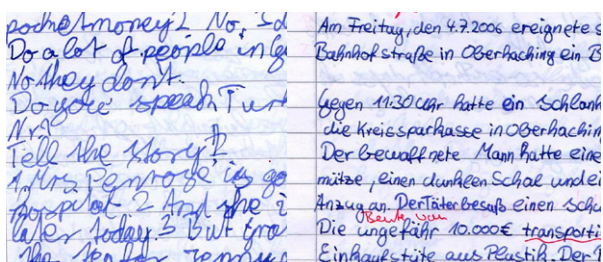 pocket money? No, I d
Do a lot of people in G
No they don't.
Do you speak Turk
Tell the story!
1 Mrs Penrose is go
hospital 2 And she i
later today. 3 But gra
Am Freitag, den 4.7.2006 ereignete s
Bahnhofstraße in Oberhaching ein B
Gegen 11:30 Uhr hatte ein schlank
die Kreissparkasse in Oberhaching
Der bewaffnete Mann hatte eine
mütze, einen dunklen Schal und ei
Anzug an. Der Täter besaß einen Sch
Beute von
Die ungefähr 10.000€ transporti
Einkaufstüte aus Plastik. Der